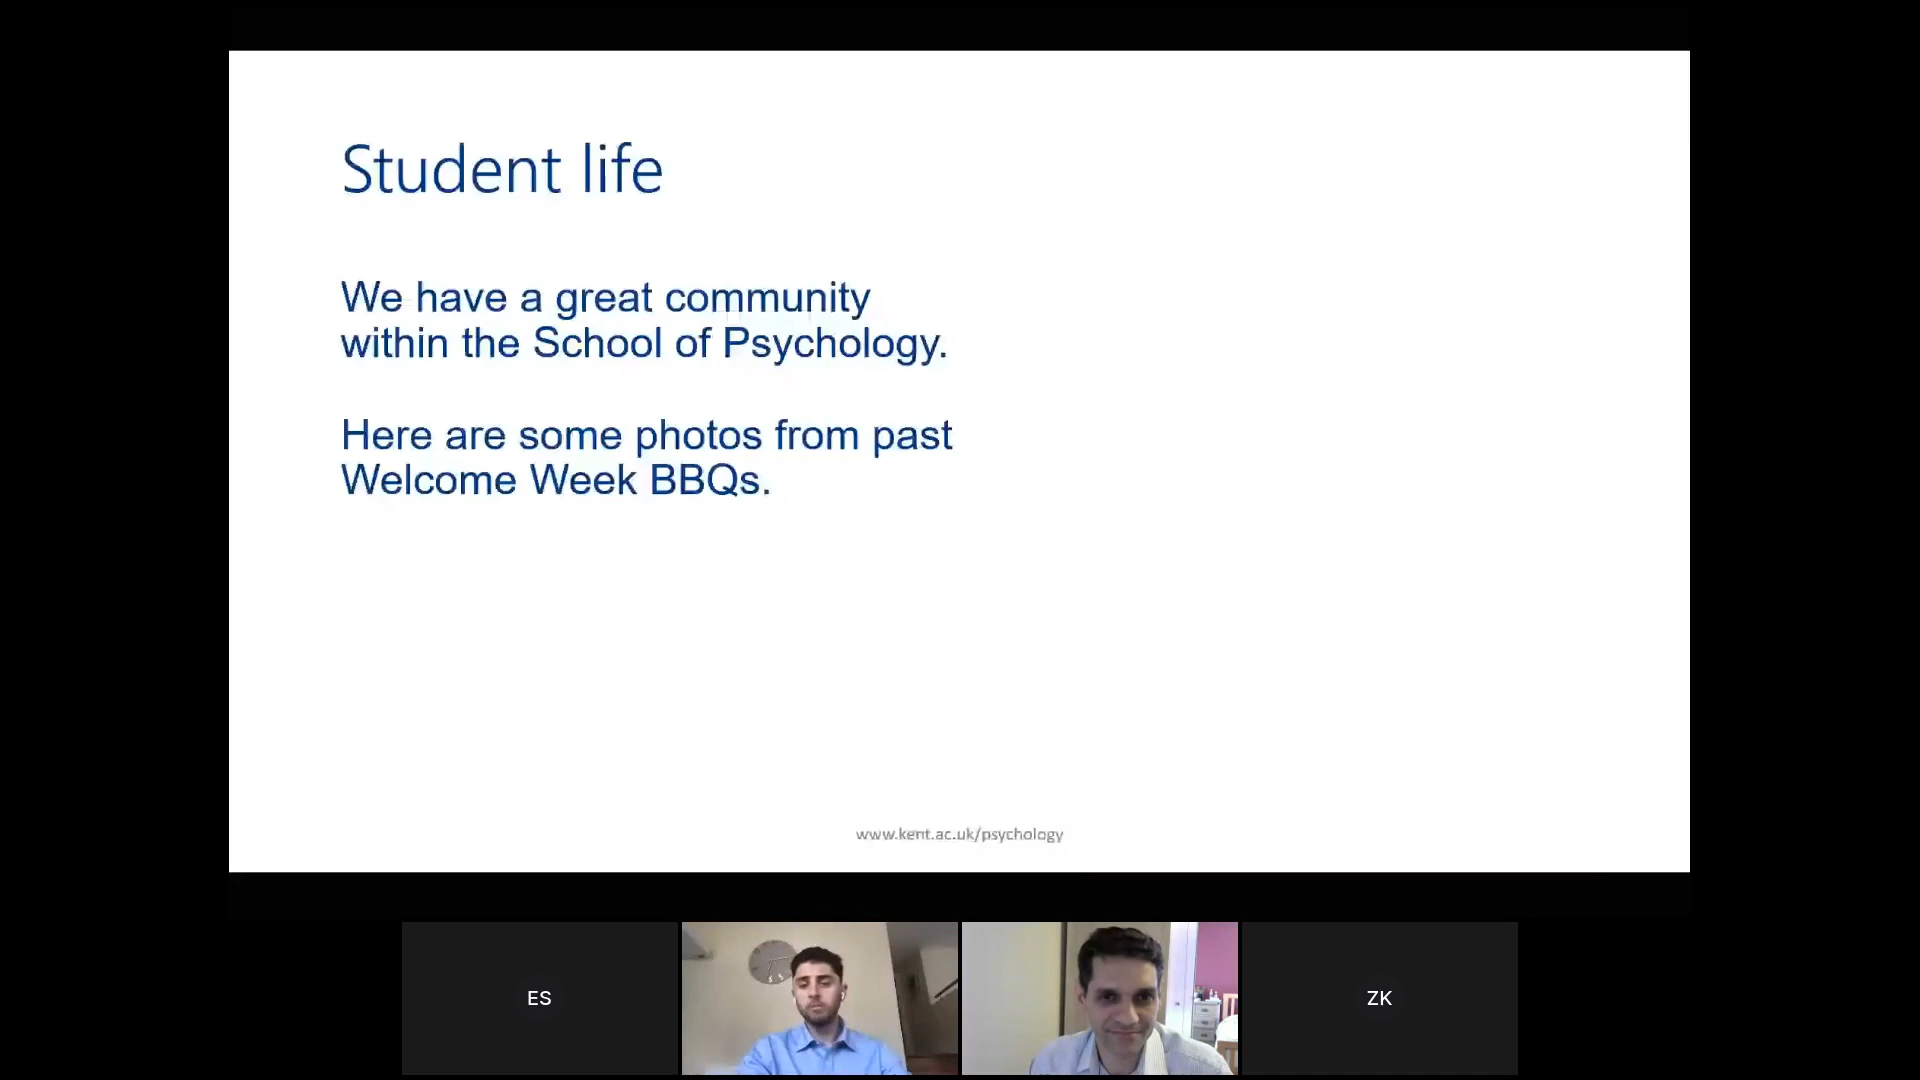 Student life
We have a great community
within the School of Psychology.
Here are some photos from past
Welcome Week BBQs.
www.kent.ac.uk/psychology
ES
ZK